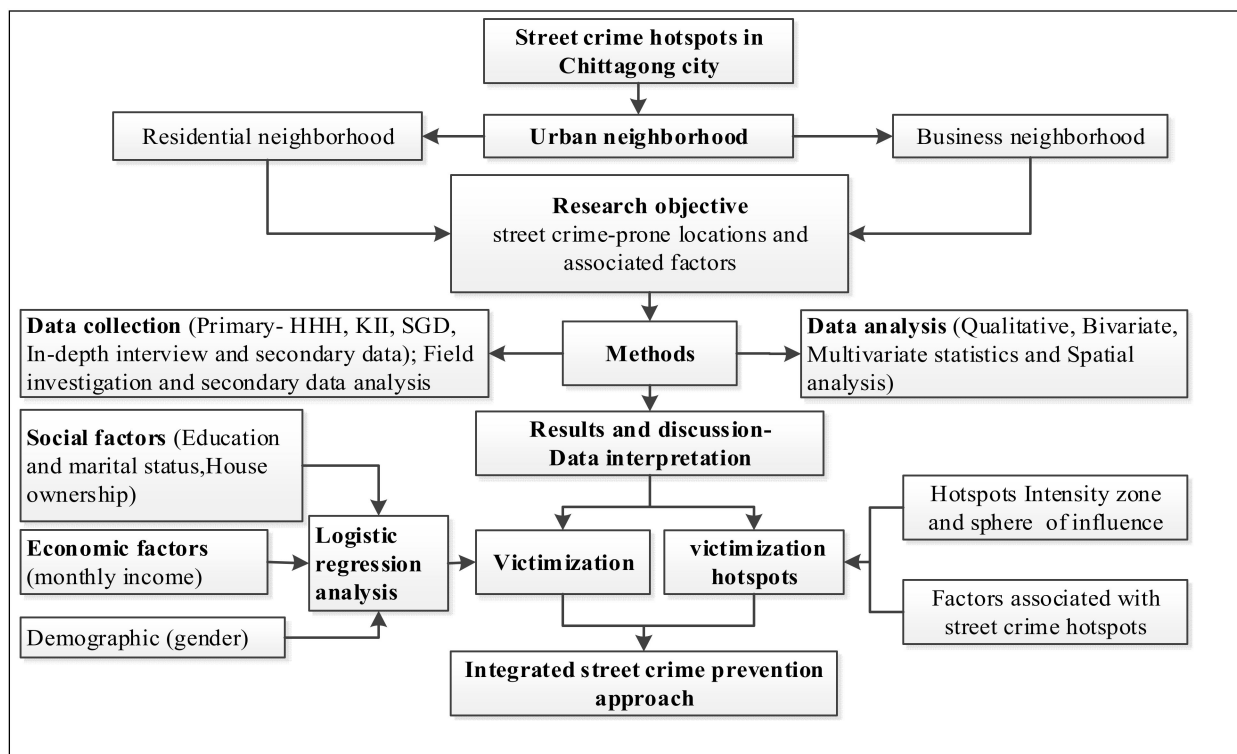 Street crime hotspots in
Chittagong city
Residential neighborhood
Urban neighborhood
Business neighborhood
Research objective
street crime-prone locations and
associated factors
Data collection (Primary- HHH, KII, SGD,
In-depth interview and secondary data); Field
investigation and secondary data analysis
Methods
Data analysis (Qualitative, Bivariate,
Multivariate statistics and Spatial
analysis)
Results and discussion-
Data interpretation
Social factors (Education
and marital status,House
ownership)
Economic factors
(monthly income)
Demographic (gender)
Logistic
regression
analysis
Victimization
victimization
hotspots
Hotspots Intensity zone
and sphere of influence
Factors associated with
street crime hotspots
Integrated street crime prevention
approach